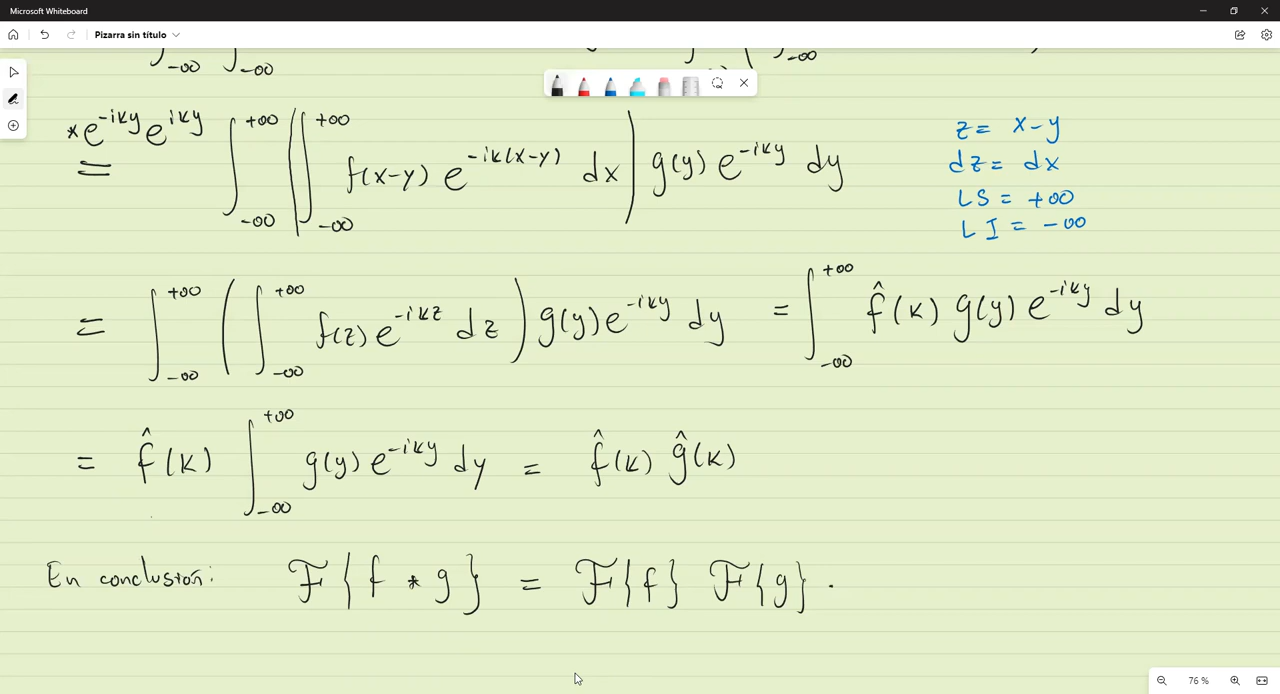 Microsoft Whiteboard
Pizarra sin título
∫_{-∞} ∫_{-∞} ∫_{-∞}
*e^{-iky} e^{iky}
= ∫_{-∞}^{+∞} ( ∫_{-∞}^{+∞} f(x-y) e^{-ik(x-y)} dx ) g(y) e^{-iky} dy
z = x-y
dz = dx
LS = +∞
LI = -∞
= ∫_{-∞}^{+∞} ( ∫_{-∞}^{+∞} f(z) e^{-ikz} dz ) g(y) e^{-iky} dy = ∫_{-∞}^{+∞} f̂(k) g(y) e^{-iky} dy
= f̂(k) ∫_{-∞}^{+∞} g(y) e^{-iky} dy = f̂(k) ĝ(k)
En conclusión: ℱ{f * g} = ℱ{f} ℱ{g}.
76 %